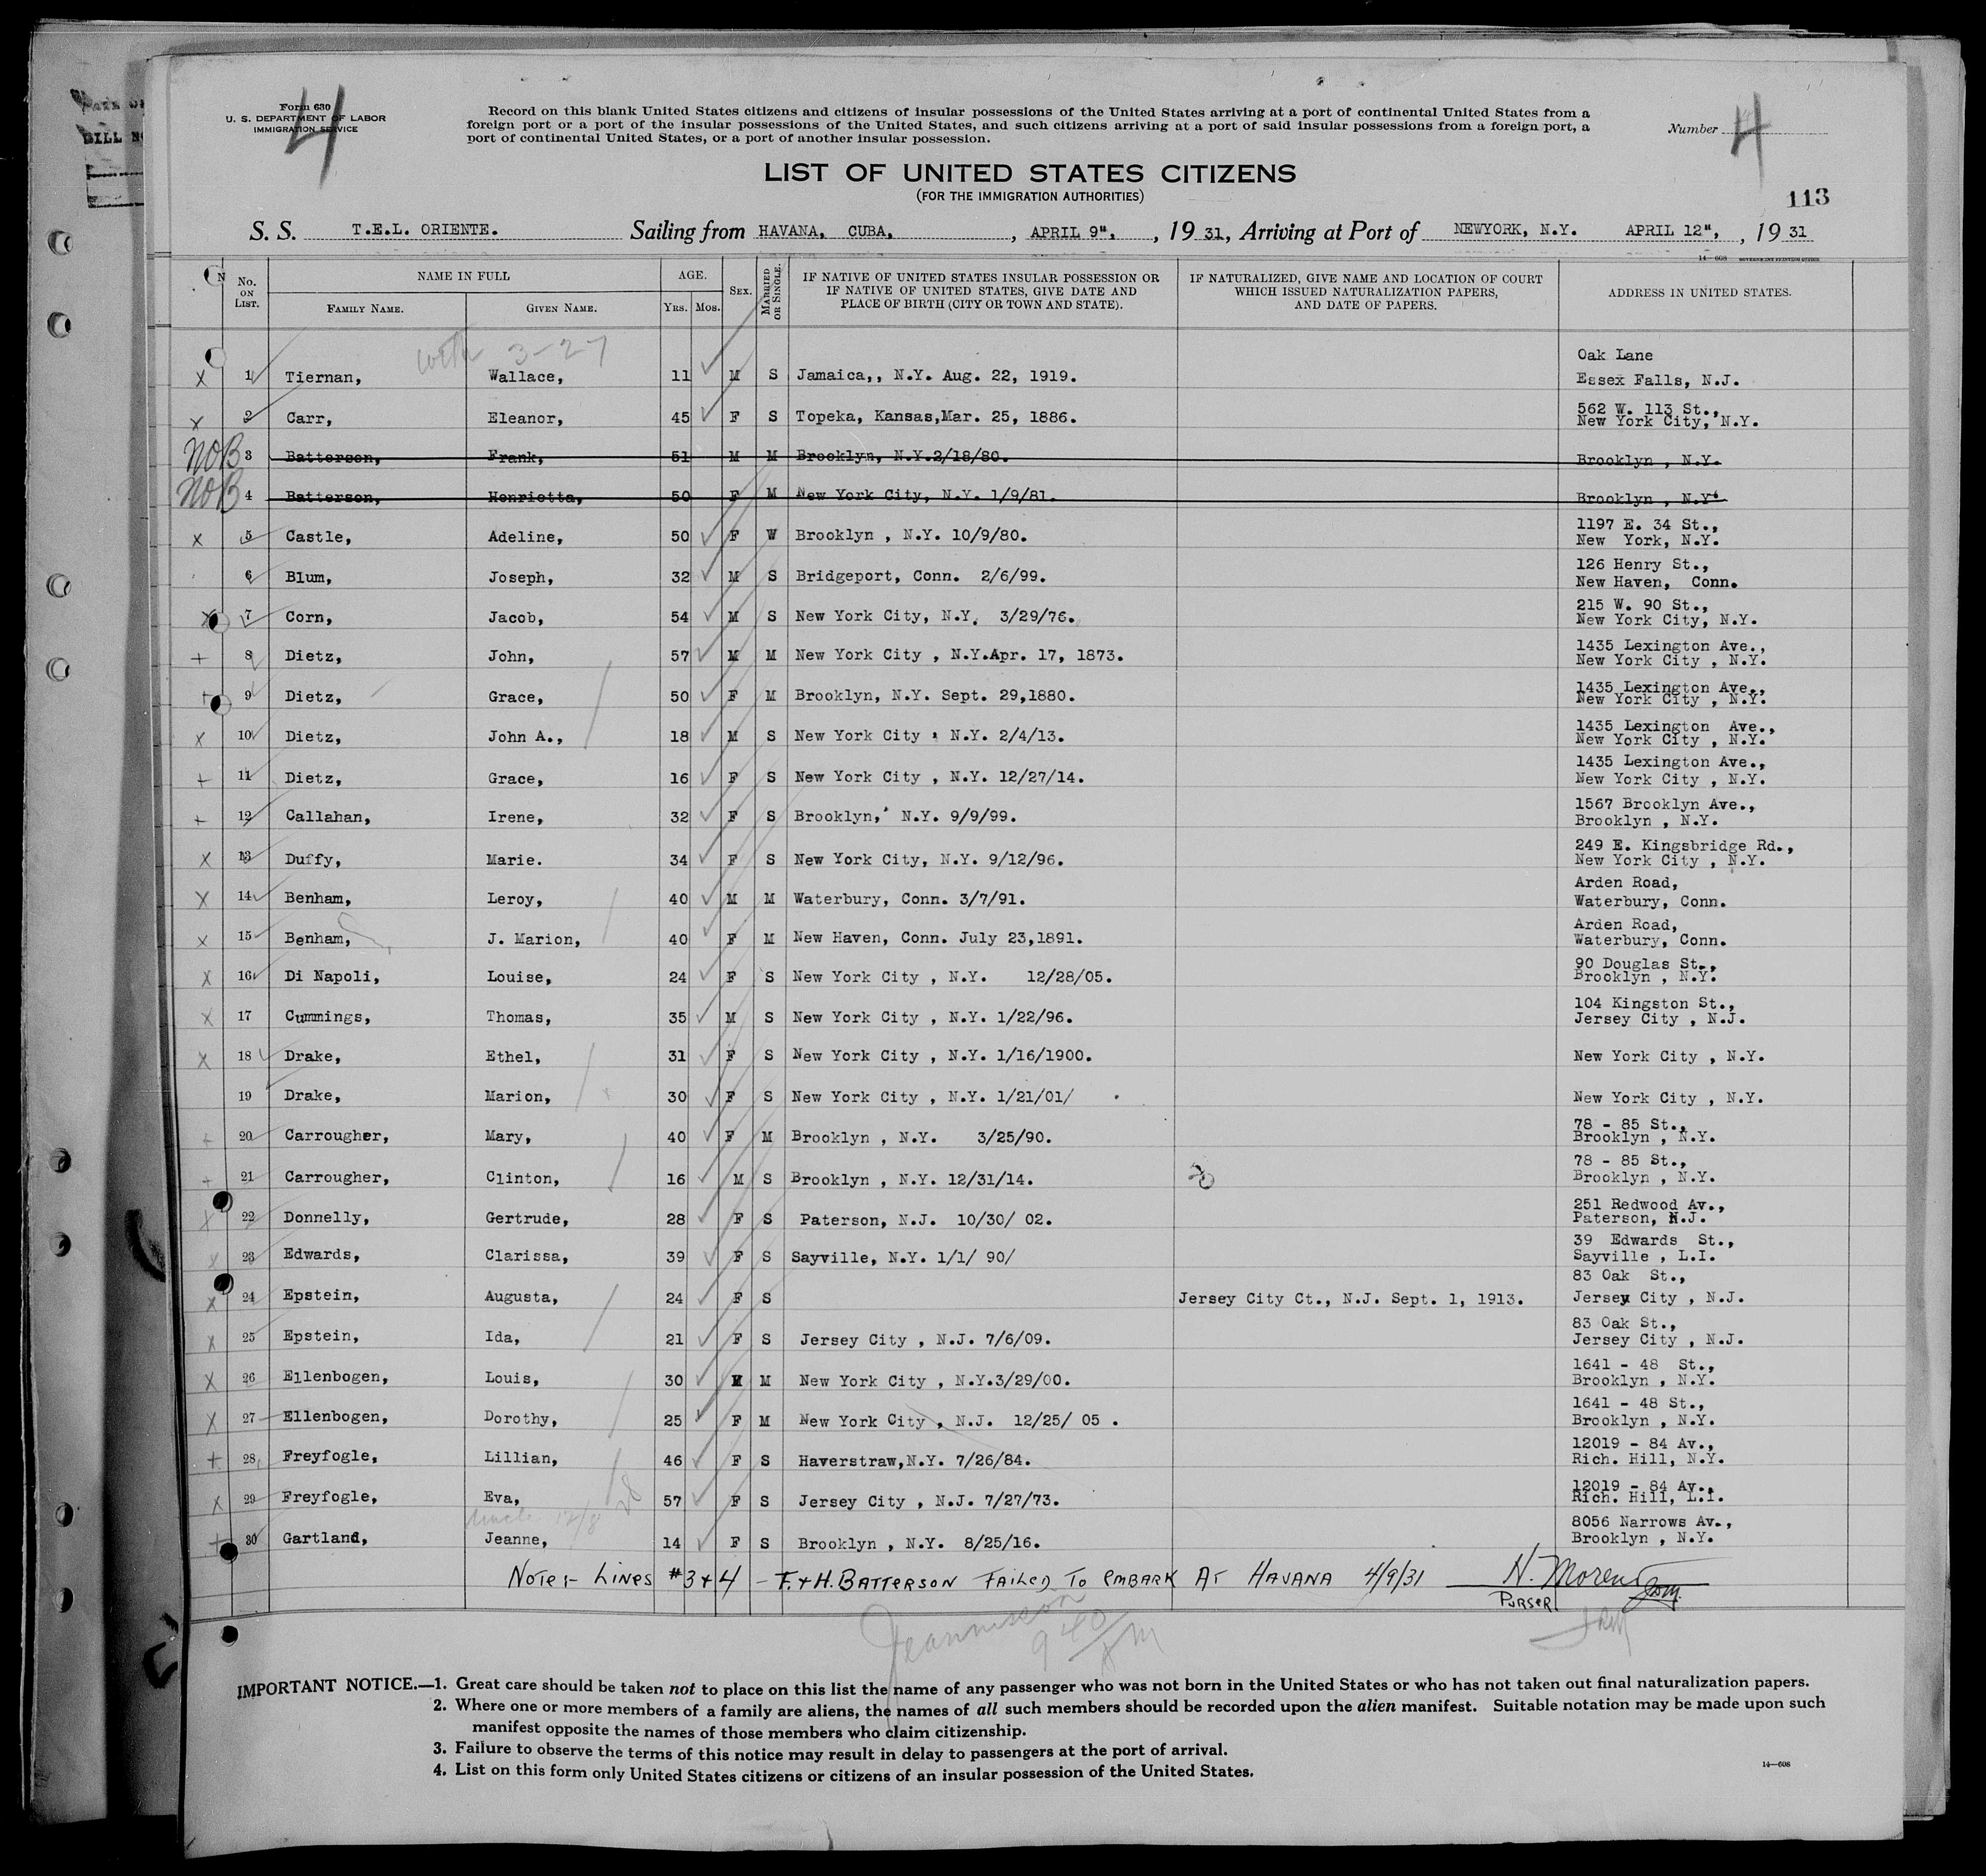 Form 630
U. S. DEPARTMENT OF LABOR
IMMIGRATION SERVICE
4
Record on this blank United States citizens and citizens of insular possessions of the United States arriving at a port of continental United States from a
foreign port or a port of the insular possessions of the United States, and such citizens arriving at a port of said insular possessions from a foreign port, a
port of continental United States, or a port of another insular possession.
Number 4
LIST OF UNITED STATES CITIZENS
(FOR THE IMMIGRATION AUTHORITIES)
113
S. S. T.E.L. ORIENTE. Sailing from HAVANA, CUBA, , APRIL 9", , 19 31, Arriving at Port of NEWYORK, N.Y. APRIL 12", , 19 31
14—608 GOVERNMENT PRINTING OFFICE
No. ON LIST. NAME IN FULL FAMILY NAME. GIVEN NAME. AGE. YRS. MOS. SEX. MARRIED OR SINGLE. IF NATIVE OF UNITED STATES INSULAR POSSESSION OR IF NATIVE OF UNITED STATES, GIVE DATE AND PLACE OF BIRTH (CITY OR TOWN AND STATE). IF NATURALIZED, GIVE NAME AND LOCATION OF COURT WHICH ISSUED NATURALIZATION PAPERS, AND DATE OF PAPERS. ADDRESS IN UNITED STATES.
with 3-27
Oak Lane
X 1 Tiernan, Wallace, 11 M S Jamaica,, N.Y. Aug. 22, 1919. Essex Falls, N.J.
562 W. 113 St.,
X 2 Carr, Eleanor, 45 F S Topeka, Kansas,Mar. 25, 1886. New York City, N.Y.
NOB 3 Batterson, Frank, 51 M M Brooklyn, N.Y.2/18/80. Brooklyn , N.Y.
NOB 4 Batterson, Henrietta, 50 F M New York City, N.Y. 1/9/81. Brooklyn , N.Y.
1197 E. 34 St.,
X 5 Castle, Adeline, 50 F W Brooklyn , N.Y. 10/9/80. New York, N.Y.
126 Henry St.,
6 Blum, Joseph, 32 M S Bridgeport, Conn. 2/6/99. New Haven, Conn.
215 W. 90 St.,
X 7 Corn, Jacob, 54 M S New York City, N.Y. 3/29/76. New York City, N.Y.
1435 Lexington Ave.,
+ 8 Dietz, John, 57 M M New York City , N.Y.Apr. 17, 1873. New York City , N.Y.
1435 Lexington Ave.,
+ 9 Dietz, Grace, 50 F M Brooklyn, N.Y. Sept. 29,1880. New York City , N.Y.
1435 Lexington Ave.,
X 10 Dietz, John A., 18 M S New York City , N.Y. 2/4/13. New York City , N.Y.
1435 Lexington Ave.,
+ 11 Dietz, Grace, 16 F S New York City , N.Y. 12/27/14. New York City , N.Y.
1567 Brooklyn Ave.,
+ 12 Callahan, Irene, 32 F S Brooklyn, N.Y. 9/9/99. Brooklyn , N.Y.
249 E. Kingsbridge Rd.,
X 13 Duffy, Marie. 34 F S New York City, N.Y. 9/12/96. New York City , N.Y.
Arden Road,
X 14 Benham, Leroy, 40 M M Waterbury, Conn. 3/7/91. Waterbury, Conn.
Arden Road,
X 15 Benham, J. Marion, 40 F M New Haven, Conn. July 23,1891. Waterbury, Conn.
90 Douglas St.,
X 16 Di Napoli, Louise, 24 F S New York City , N.Y. 12/28/05. Brooklyn , N.Y.
104 Kingston St.,
X 17 Cummings, Thomas, 35 M S New York City , N.Y. 1/22/96. Jersey City , N.J.
X 18 Drake, Ethel, 31 F S New York City , N.Y. 1/16/1900. New York City , N.Y.
19 Drake, Marion, 30 F S New York City , N.Y. 1/21/01/ New York City , N.Y.
78 - 85 St.,
+ 20 Carrougher, Mary, 40 F M Brooklyn , N.Y. 3/25/90. Brooklyn , N.Y.
78 - 85 St.,
+ 21 Carrougher, Clinton, 16 M S Brooklyn , N.Y. 12/31/14. Brooklyn , N.Y.
251 Redwood Av.,
X 22 Donnelly, Gertrude, 28 F S Paterson, N.J. 10/30/ 02. Paterson, N.J.
39 Edwards St.,
X 23 Edwards, Clarissa, 39 F S Sayville, N.Y. 1/1/ 90/ Sayville , L.I.
83 Oak St.,
X 24 Epstein, Augusta, 24 F S Jersey City Ct., N.J. Sept. 1, 1913. Jersey City , N.J.
83 Oak St.,
X 25 Epstein, Ida, 21 F S Jersey City , N.J. 7/6/09. Jersey City , N.J.
1641 - 48 St.,
X 26 Ellenbogen, Louis, 30 M M New York City , N.Y.3/29/00. Brooklyn , N.Y.
1641 - 48 St.,
X 27 Ellenbogen, Dorothy, 25 F M New York City , N.J. 12/25/ 05 . Brooklyn , N.Y.
12019 - 84 Av.,
+ 28 Freyfogle, Lillian, 46 F S Haverstraw,N.Y. 7/26/84. Rich. Hill, N.Y.
12019 - 84 Av.,
X 29 Freyfogle, Eva, 57 F S Jersey City , N.J. 7/27/73. Rich. Hill, L.I.
8056 Narrows Av.,
+ 30 Gartland, Jeanne, 14 F S Brooklyn , N.Y. 8/25/16. Brooklyn , N.Y.
Note:- Lines #3+4 - F.+H. BATTERSON FAILED TO EMBARK AT HAVANA 4/9/31 H. Moreno
PURSER
940
IMPORTANT NOTICE.—1. Great care should be taken not to place on this list the name of any passenger who was not born in the United States or who has not taken out final naturalization papers.
2. Where one or more members of a family are aliens, the names of all such members should be recorded upon the alien manifest. Suitable notation may be made upon such
manifest opposite the names of those members who claim citizenship.
3. Failure to observe the terms of this notice may result in delay to passengers at the port of arrival.
4. List on this form only United States citizens or citizens of an insular possession of the United States.
14—608